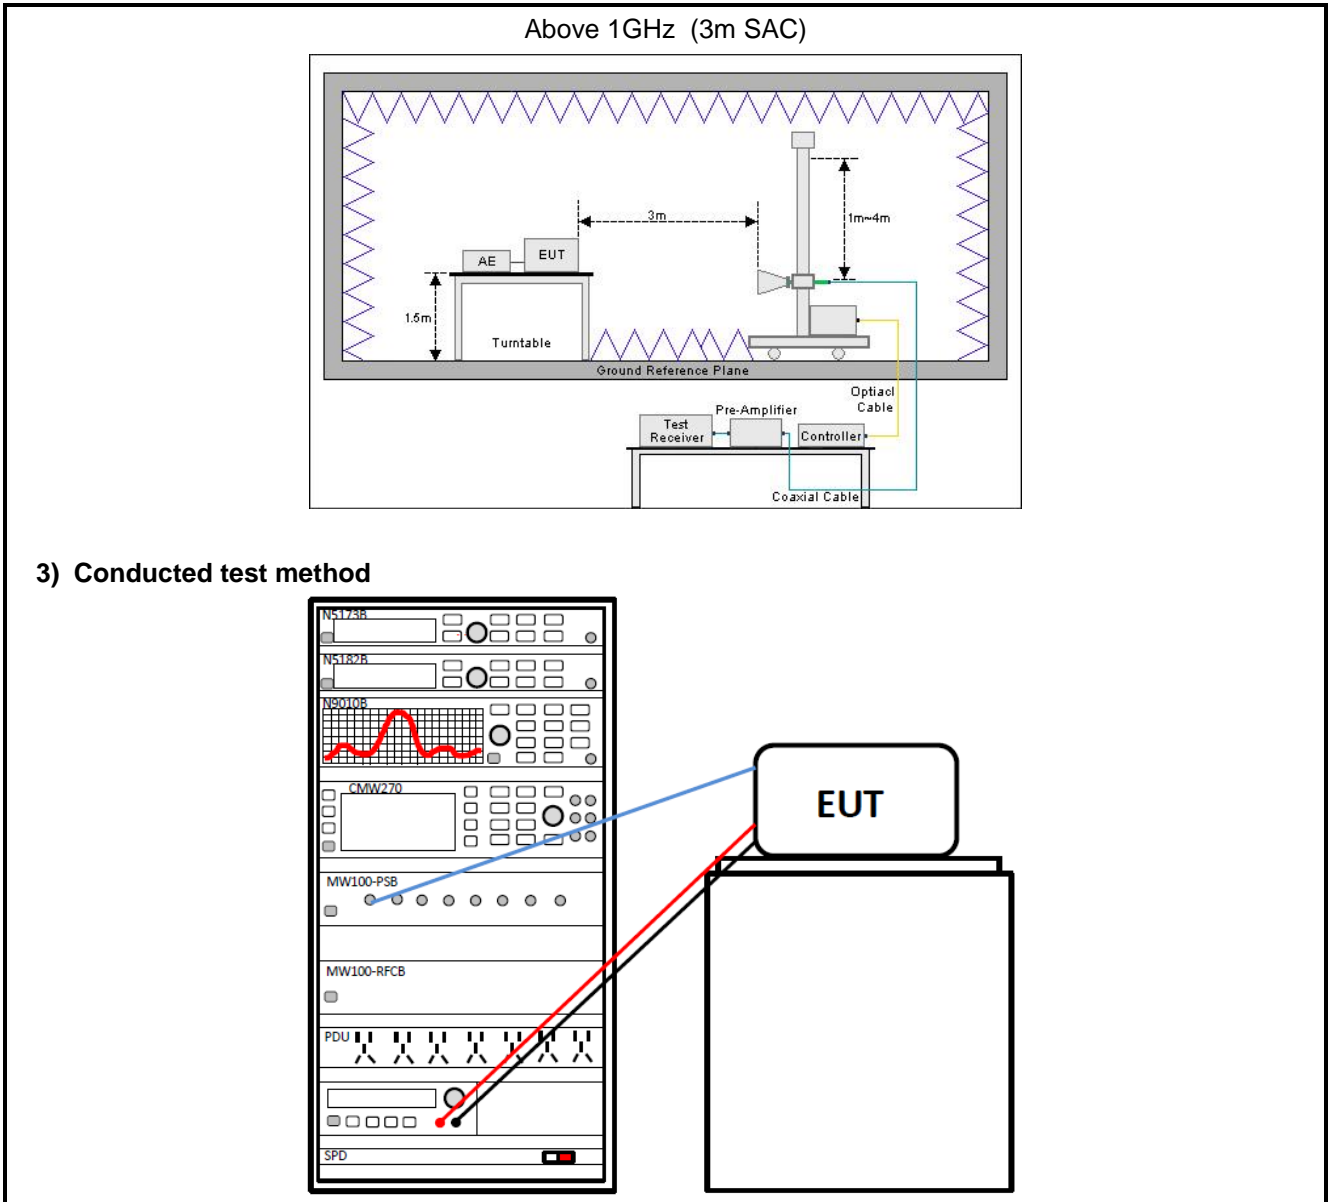 Above 1GHz (3m SAC)
3m
1m~4m
AE
EUT
1.5m
Turntable
Ground Reference Plane
Optiacl
Cable
Pre-Amplifier
Test
Receiver
Controller
Coaxial Cable
3) Conducted test method
N5173B
N5182B
N9010B
CMW270
EUT
MW100-PSB
MW100-RFCB
PDU
SPD